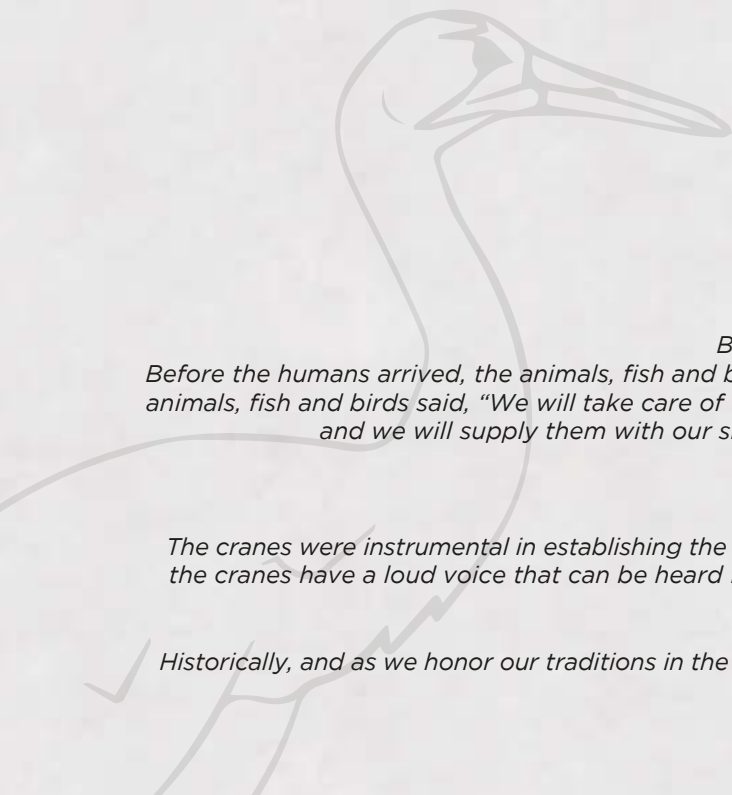 Before the humans arrived, the animals, fish and
animals, fish and birds said, “We will take care of
and we will supply them with our
The cranes were instrumental in establishing the
the cranes have a loud voice that can be heard
Historically, and as we honor our traditions in the